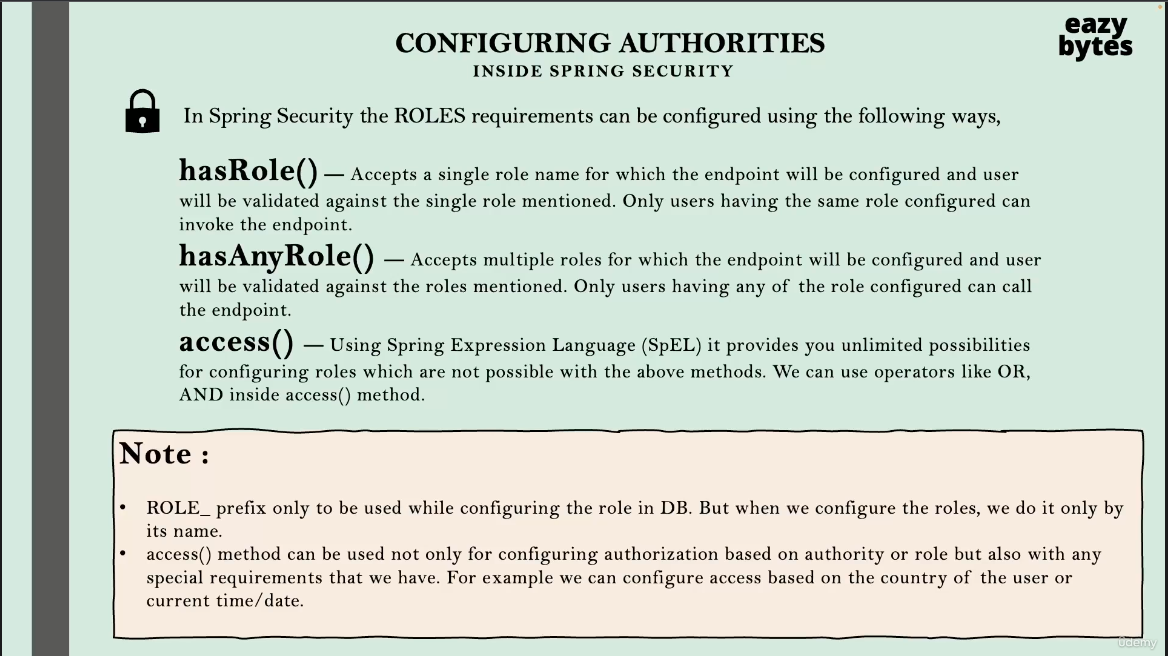 eazy
bytes
CONFIGURING AUTHORITIES
INSIDE SPRING SECURITY
In Spring Security the ROLES requirements can be configured using the following ways,
hasRole() — Accepts a single role name for which the endpoint will be configured and user
will be validated against the single role mentioned. Only users having the same role configured can
invoke the endpoint.
hasAnyRole() — Accepts multiple roles for which the endpoint will be configured and user
will be validated against the roles mentioned. Only users having any of the role configured can call
the endpoint.
access() — Using Spring Expression Language (SpEL) it provides you unlimited possibilities
for configuring roles which are not possible with the above methods. We can use operators like OR,
AND inside access() method.
Note :
• ROLE_ prefix only to be used while configuring the role in DB. But when we configure the roles, we do it only by
its name.
• access() method can be used not only for configuring authorization based on authority or role but also with any
special requirements that we have. For example we can configure access based on the country of the user or
current time/date.
ûdemy